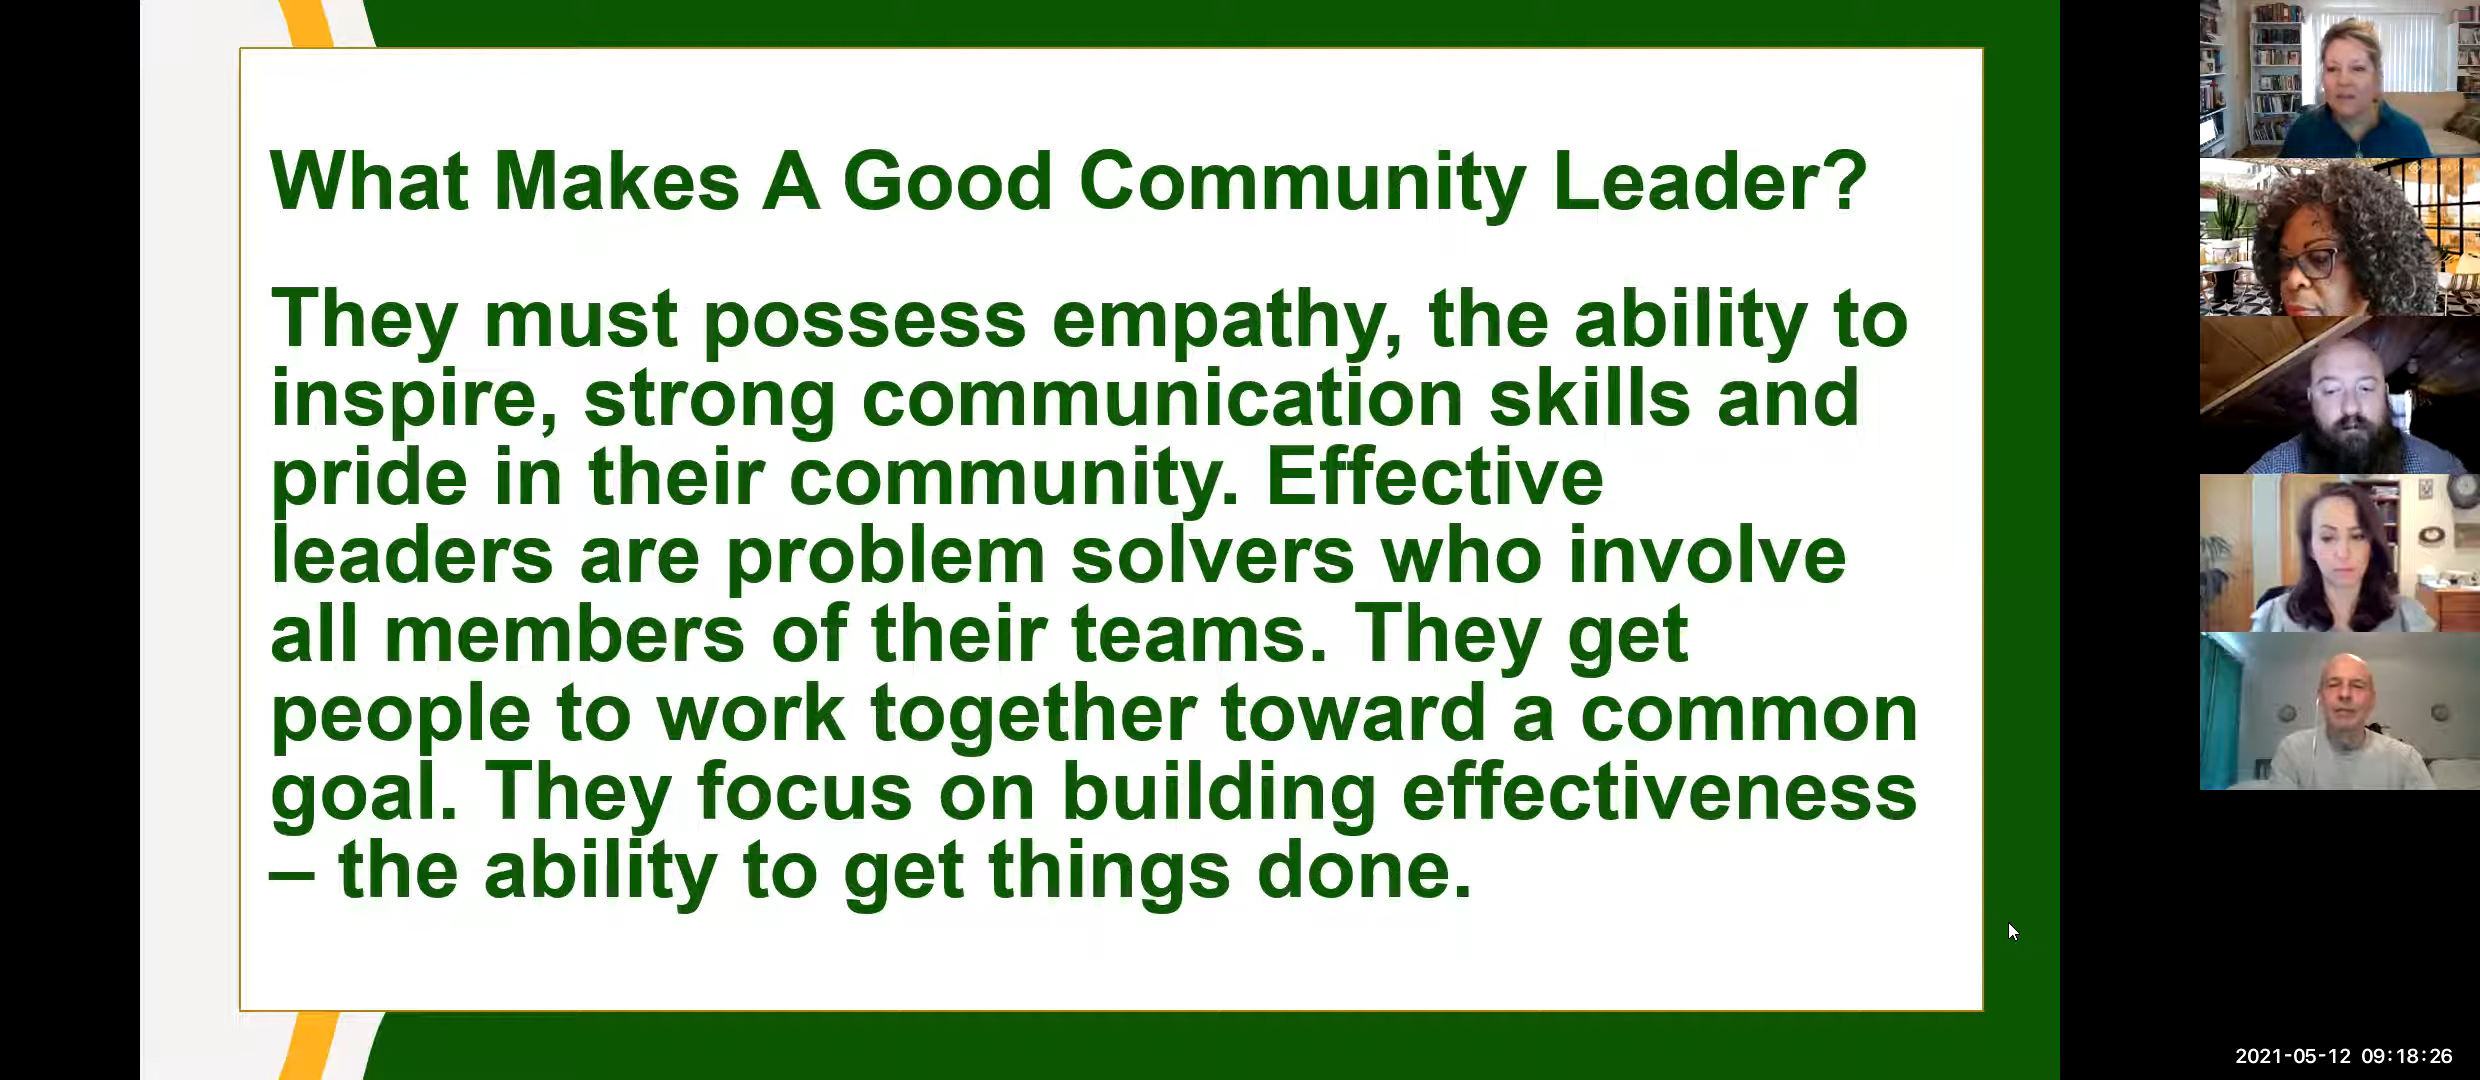 What Makes A Good Community Leader?
They must possess empathy, the ability to
inspire, strong communication skills and
pride in their community. Effective
leaders are problem solvers who involve
all members of their teams. They get
people to work together toward a common
goal. They focus on building effectiveness
– the ability to get things done.
2021-05-12 09:18:26